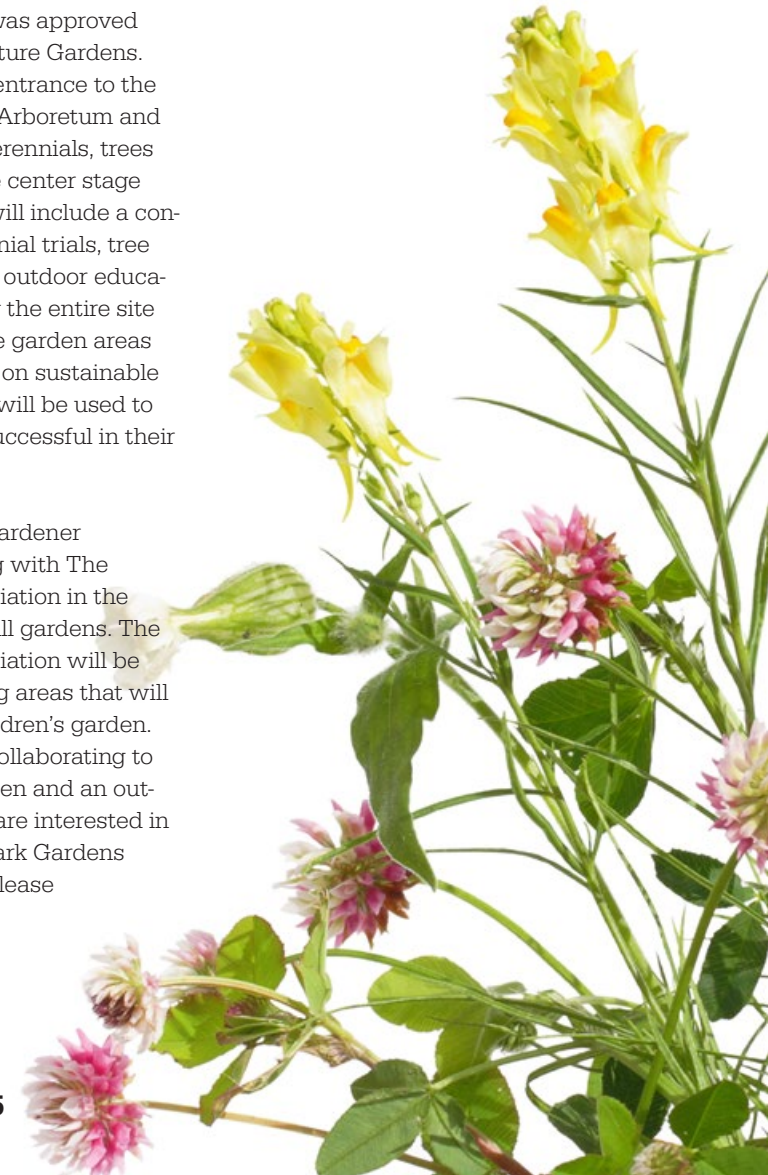 was approved
ture Gardens.
entrance to the
Arboretum and
erennials, trees
center stage
will include a con-
nial trials, tree
outdoor educa-
the entire site
garden areas
on sustainable
will be used to
uccessful in their
ardener
with The
iation in the
ll gardens. The
iation will be
g areas that will
dren's garden.
ollaborating to
en and an out-
are interested in
ark Gardens
lease
5